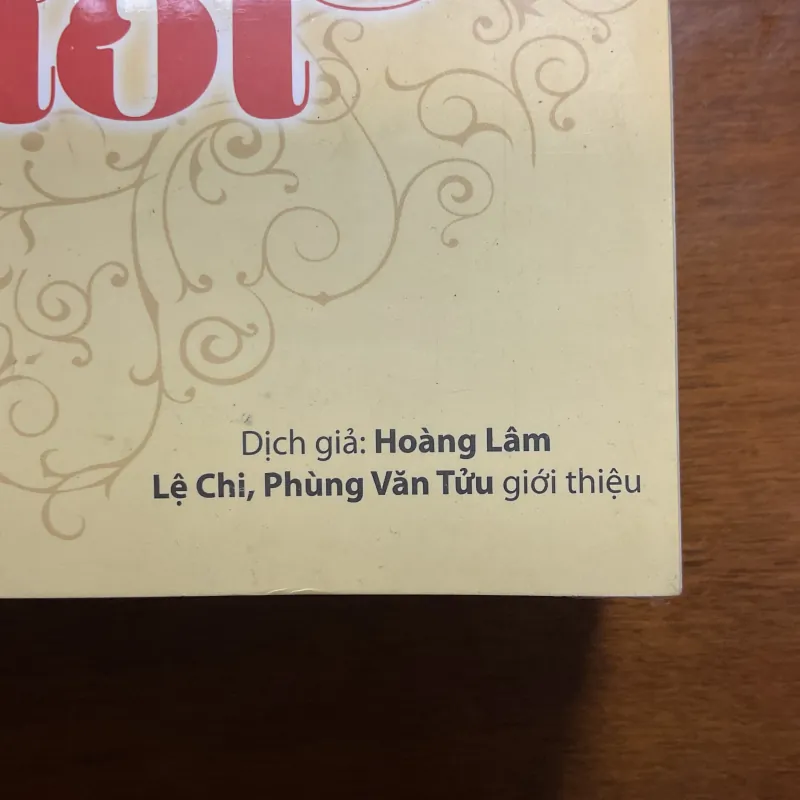 Dịch giả: Hoàng Lâm
Lệ Chi, Phùng Văn Tửu giới thiệu